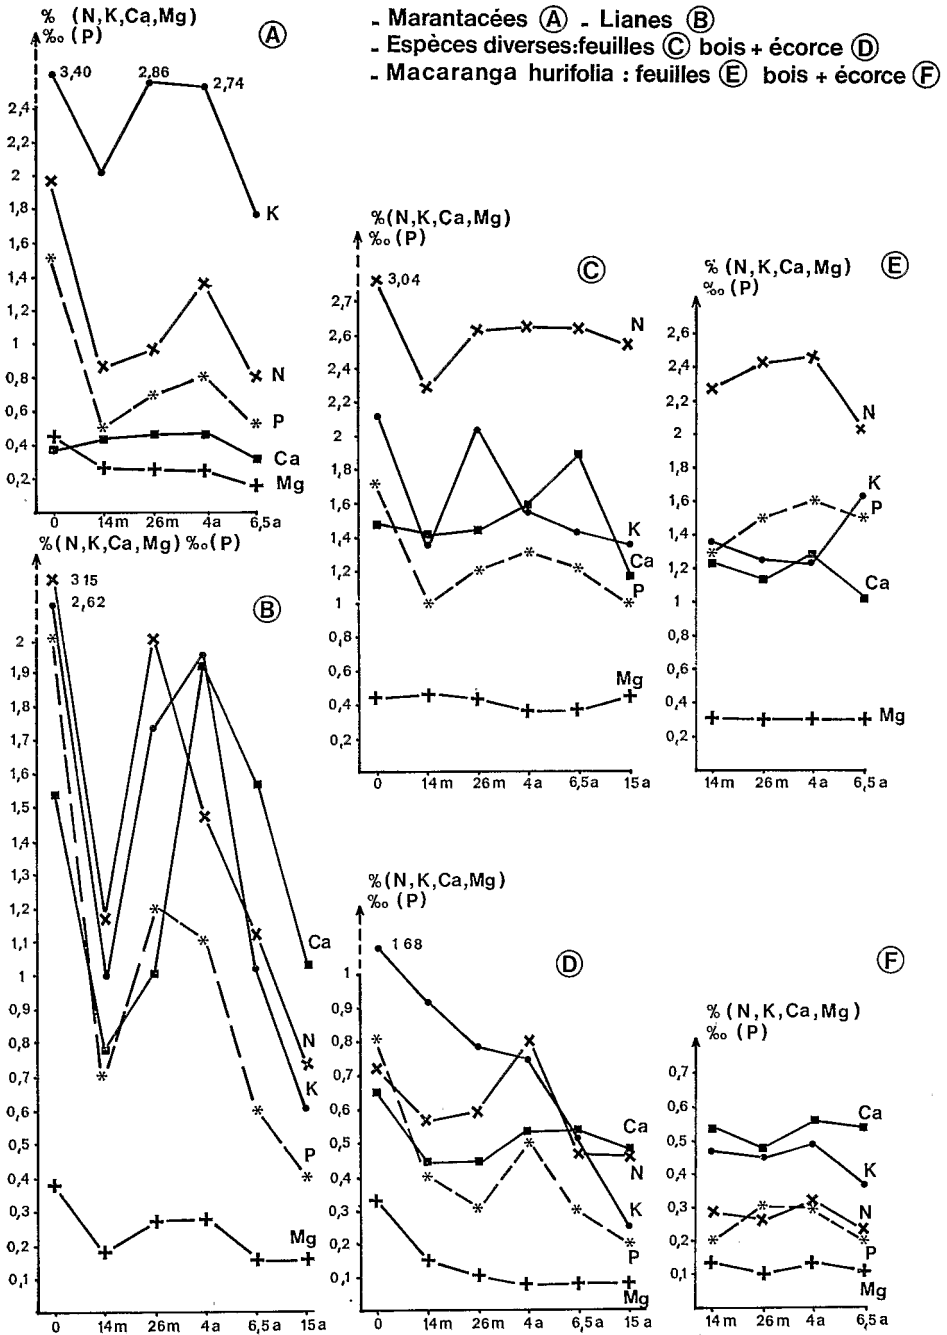 - Marantacées Ⓐ - Lianes Ⓑ
- Espèces diverses:feuilles Ⓒ bois + écorce Ⓓ
- Macaranga hurifolia : feuilles Ⓔ bois + écorce Ⓕ
% (N,K,Ca,Mg)
‰ (P)
Ⓐ
3,40
2,86
2,74
2,4
2,2
2
1,8
1,6
1,4
1,2
1
0,8
0,6
0,4
0,2
K
N
P
Ca
Mg
0 14m 26m 4a 6,5a
%(N,K,Ca,Mg) ‰(P)
Ⓑ
315
2,62
2
1,9
1,8
1,7
1,6
1,5
1,4
1,3
1,2
1,1
1
0,9
0,8
0,7
0,6
0,5
0,4
0,3
0,2
0,1
Ca
N
K
P
Mg
0 14m 26m 4a 6,5a 15a
%(N,K,Ca,Mg)
‰ (P)
Ⓒ
3,04
2,7
2,6
2,4
2,2
2
1,8
1,6
1,4
1,2
1
0,8
0,6
0,4
0,2
N
K
Ca
P
Mg
0 14m 26m 4a 6,5a 15a
% (N,K,Ca,Mg)
‰ (P)
Ⓔ
2,6
2,4
2,2
2
1,8
1,6
1,4
1,2
1
0,8
0,6
0,4
0,2
N
K
P
Ca
Mg
14m 26m 4a 6,5a
%(N,K,Ca,Mg)
‰ (P)
Ⓓ
168
1
0,9
0,8
0,7
0,6
0,5
0,4
0,3
0,2
0,1
Ca
N
K
P
Mg
0 14m 26m 4a 6,5a 15a
Ⓕ
% (N,K,Ca,Mg)
‰ (P)
0,7
0,6
0,5
0,4
0,3
0,2
0,1
Ca
K
N
P
Mg
14m 26m 4a 6,5a